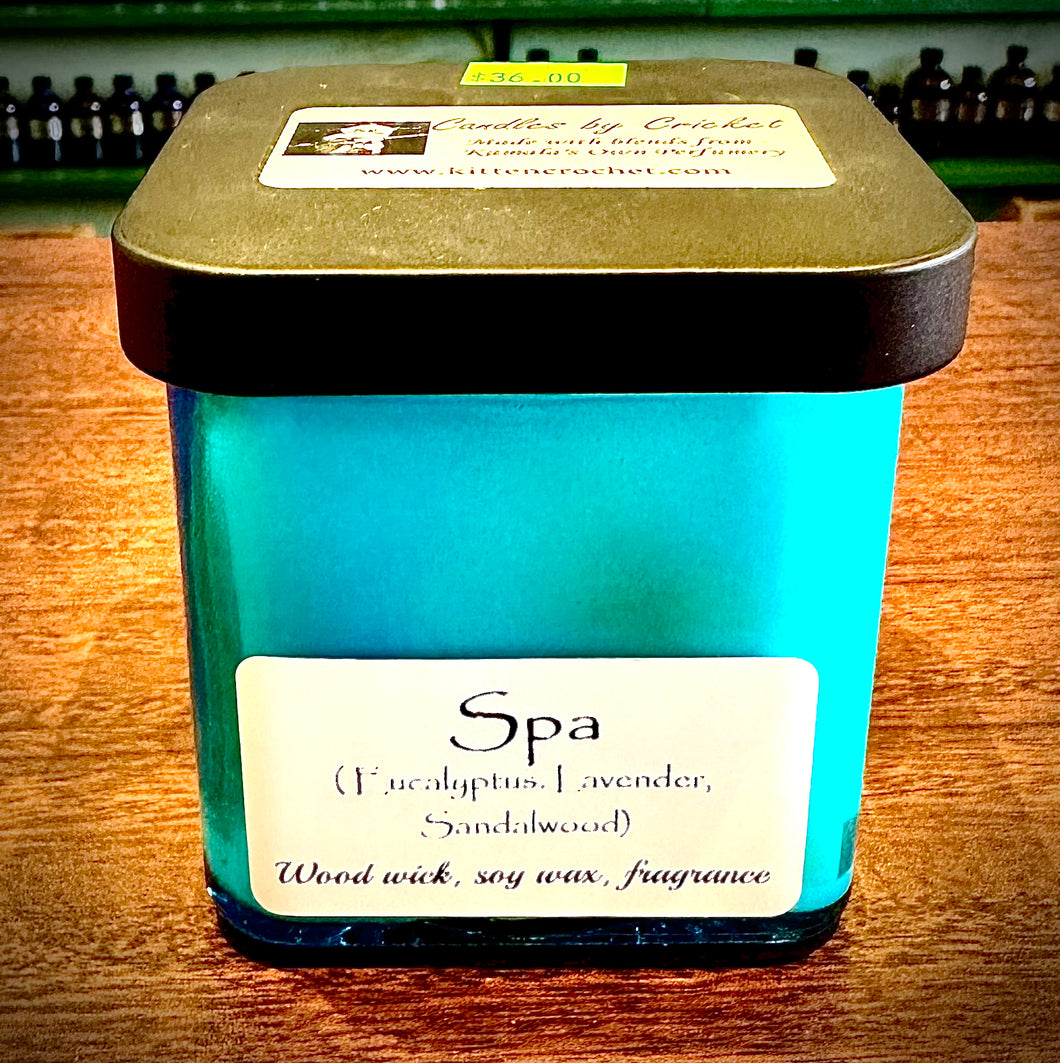 $36.00
Candles by Cricket
Made with blends from
Kamala's Own Perfumery
www.kittencrochet.com
Spa
(Eucalyptus, Lavender,
Sandalwood)
Wood wick, soy wax, fragrance